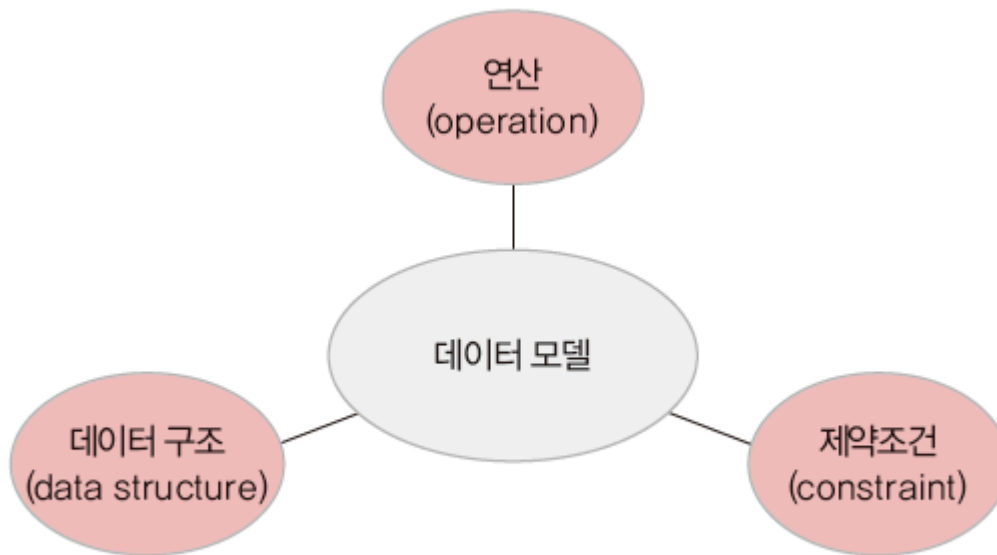 연산
(operation)
데이터 모델
데이터 구조
(data structure)
제약조건
(constraint)